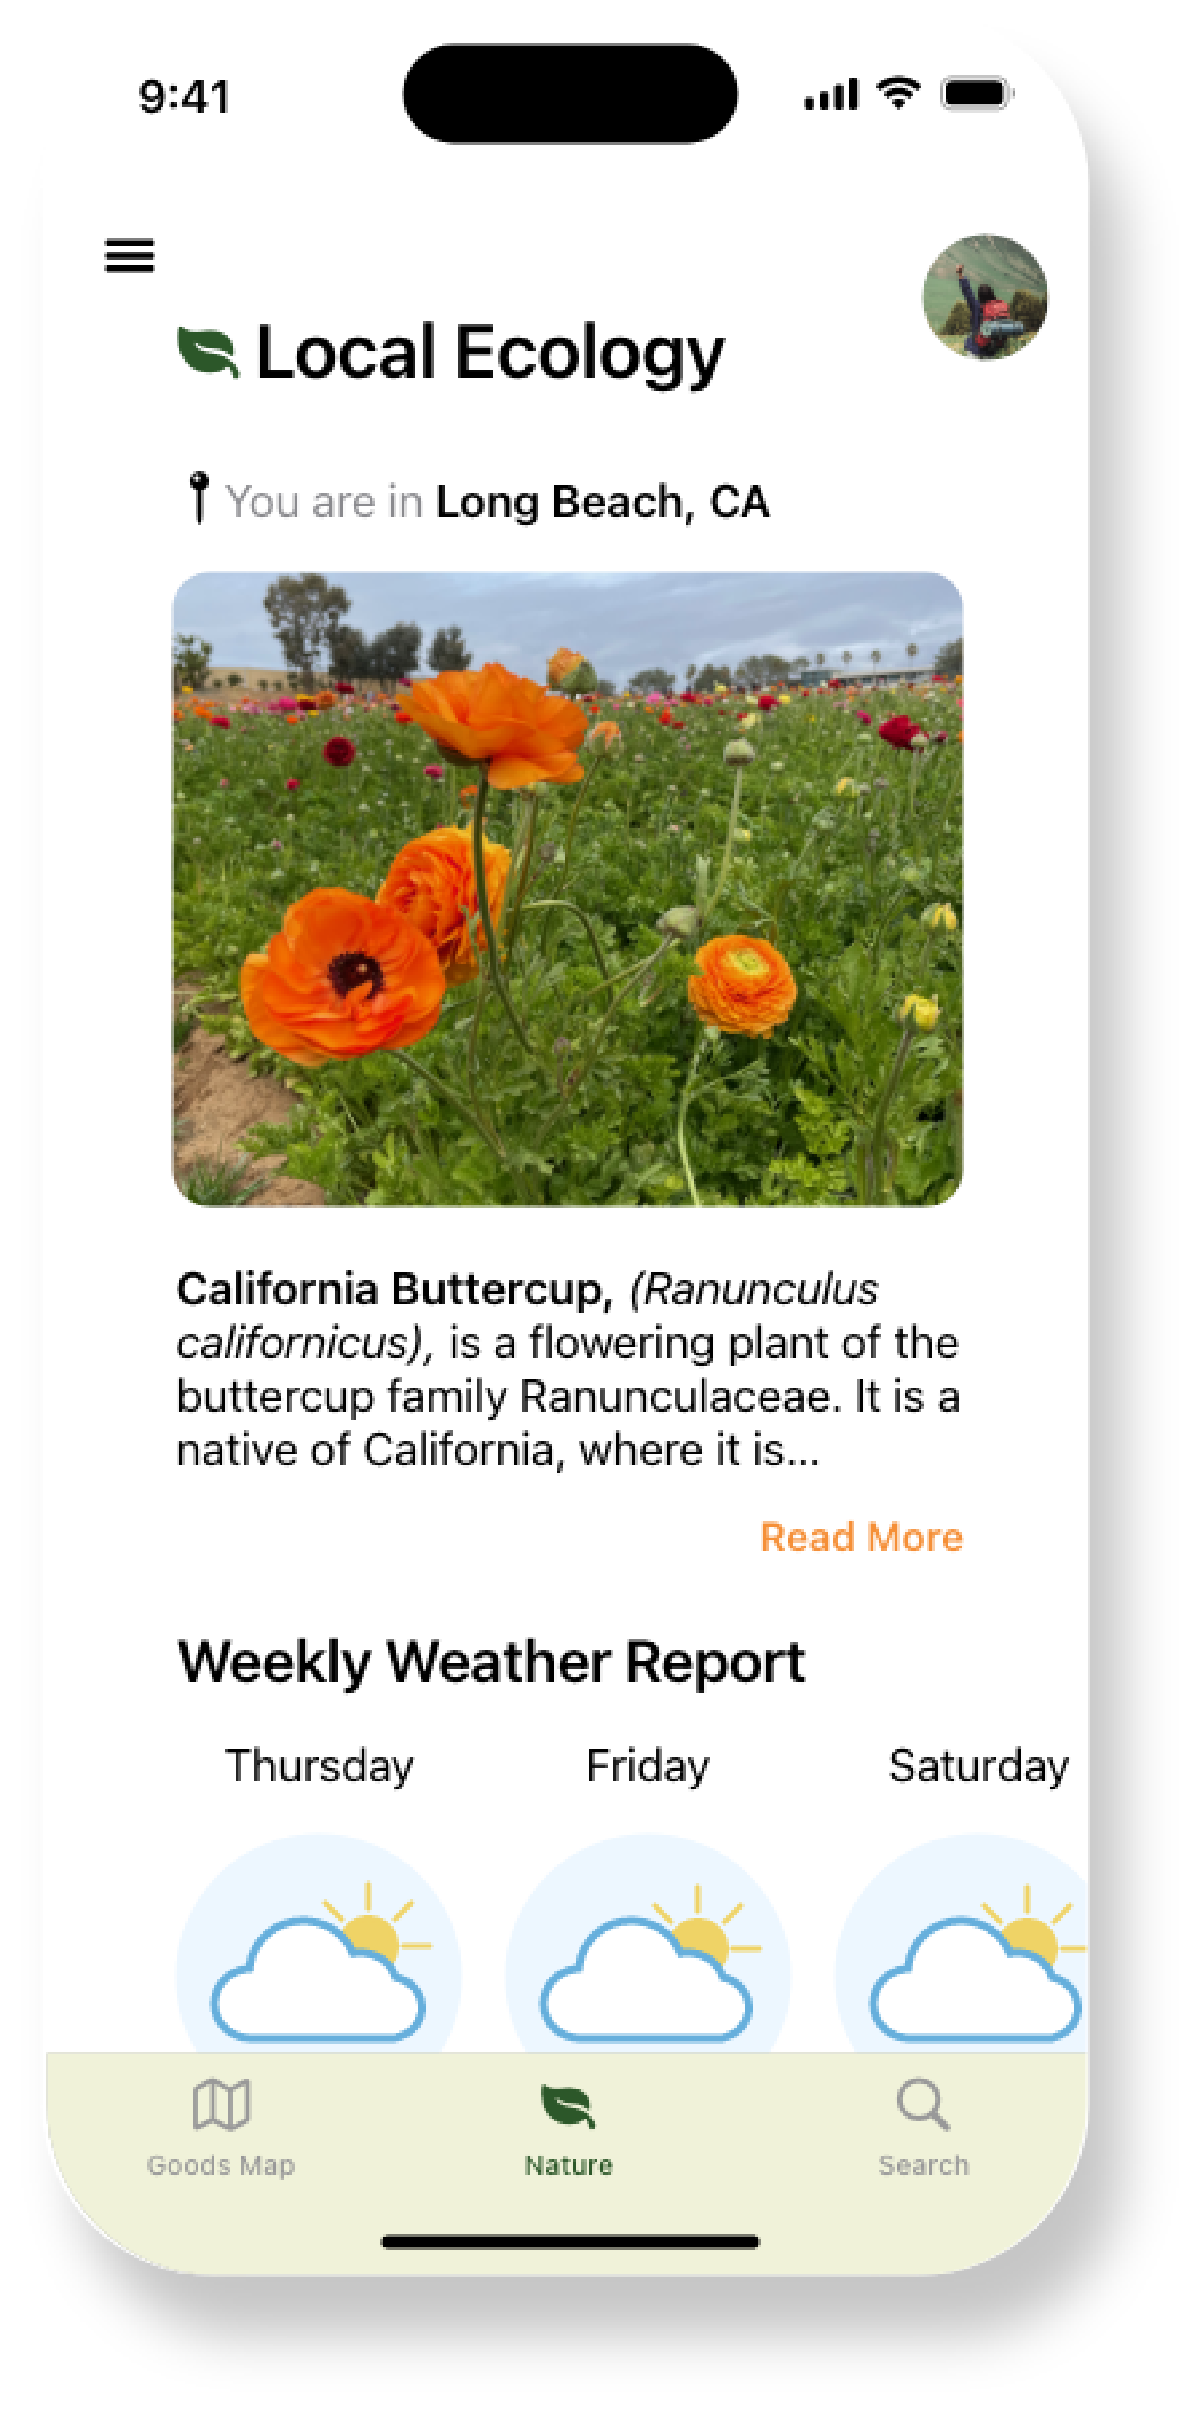 9:41
Local Ecology
You are in Long Beach, CA
California Buttercup, (Ranunculus
californicus), is a flowering plant of the
buttercup family Ranunculaceae. It is a
native of California, where it is...
Read More
Weekly Weather Report
Thursday Friday Saturday
Goods Map Nature Search